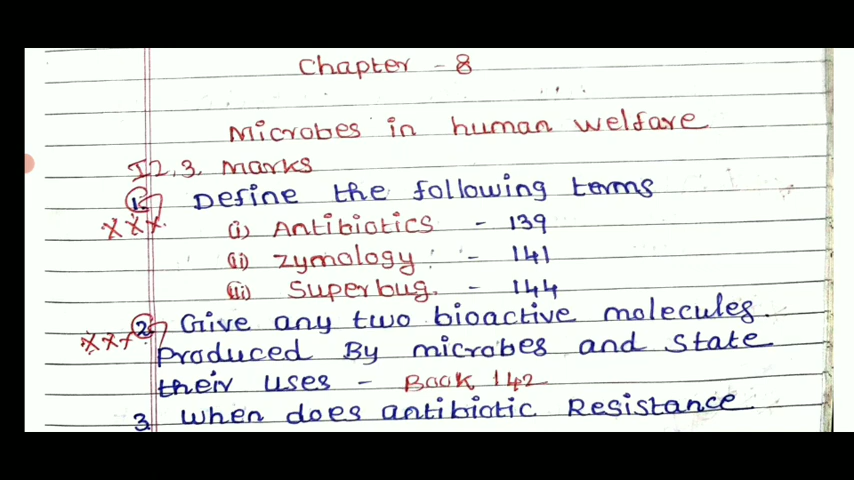 Chapter - 8
Microbes in human welfare
I 2, 3. Marks
1. Define the following terms
xxx. (i) Antibiotics - 139
(ii) Zymology - 141
(iii) Superbug. - 144
xxx 2 Give any two bioactive molecules.
produced By microbes and State
their uses - Book 142
3 When does antibiotic Resistance